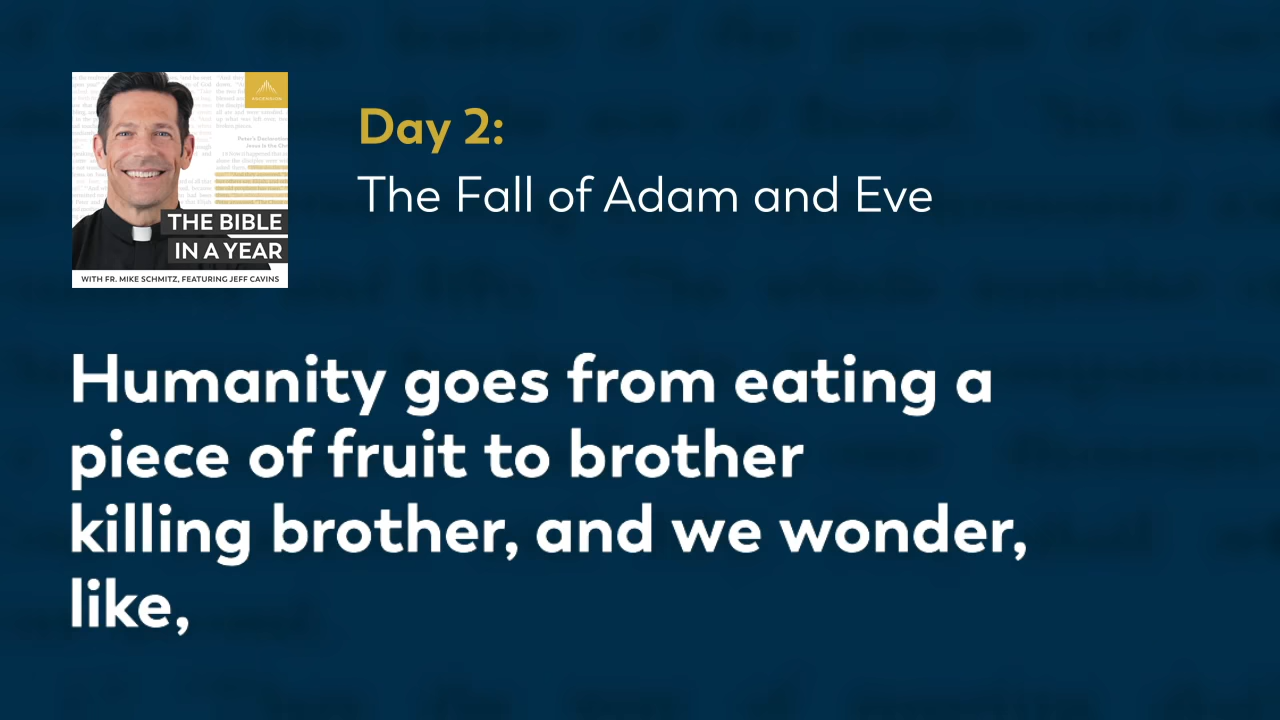 ASCENSION
THE BIBLE
IN A YEAR
WITH FR. MIKE SCHMITZ, FEATURING JEFF CAVINS
Day 2:
The Fall of Adam and Eve
Humanity goes from eating a
piece of fruit to brother
killing brother, and we wonder,
like,